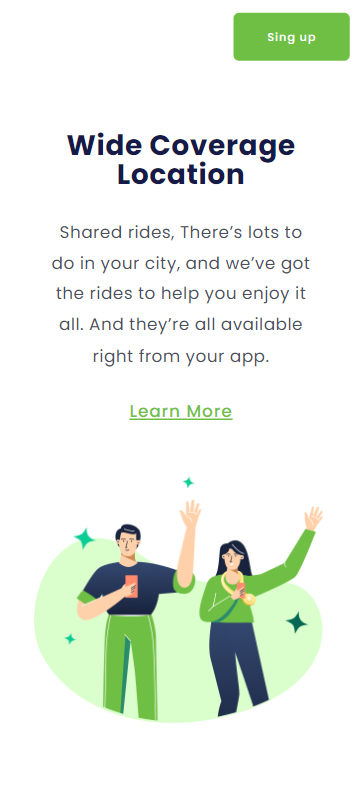 Sing up
Wide Coverage
Location
Shared rides, There’s lots to
do in your city, and we’ve got
the rides to help you enjoy it
all. And they’re all available
right from your app.
Learn More